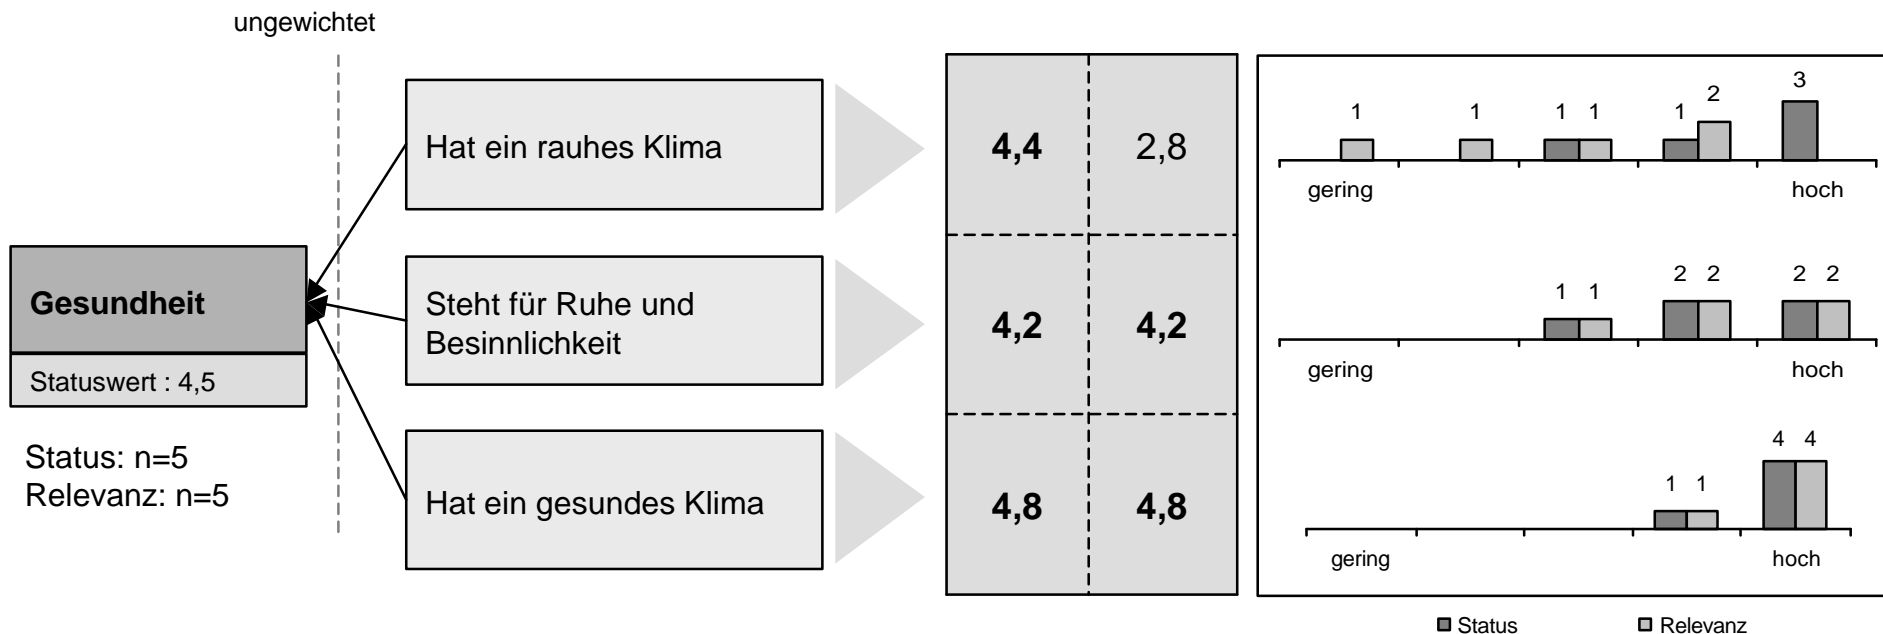 ungewichtet
Hat ein rauhes Klima
4,4 2,8
1 1 1 1 1 2 3
gering hoch
Gesundheit
Statuswert : 4,5
Status: n=5
Relevanz: n=5
Steht für Ruhe und
Besinnlichkeit
4,2 4,2
1 1 2 2 2 2
gering hoch
Hat ein gesundes Klima
4,8 4,8
1 1 4 4
gering hoch
Status Relevanz